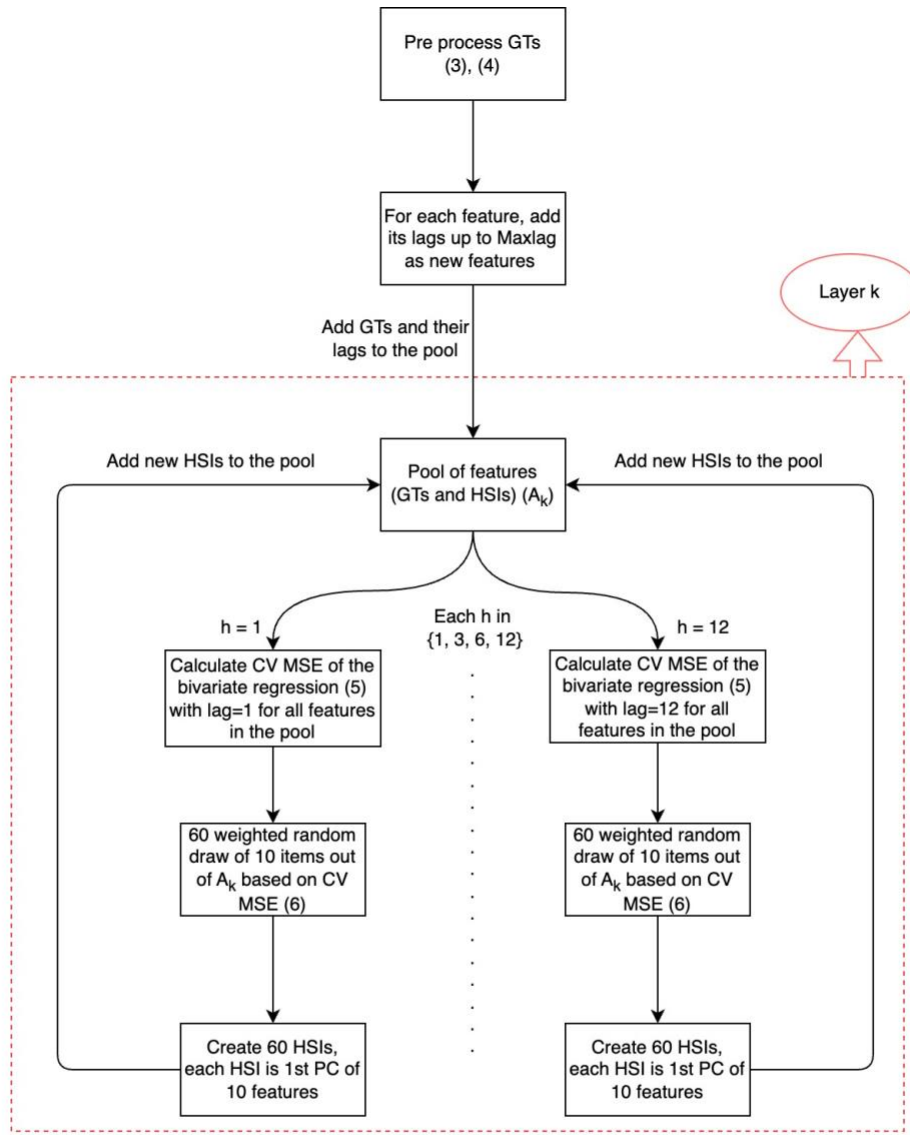 Pre process GTs
(3), (4)
For each feature, add
its lags up to Maxlag
as new features
Layer k
Add GTs and their
lags to the pool
Add new HSIs to the pool
Pool of features
(GTs and HSIs) (Aₖ)
Add new HSIs to the pool
h = 1
Each h in
{1, 3, 6, 12}
h = 12
Calculate CV MSE of the
bivariate regression (5)
with lag=1 for all features
in the pool
Calculate CV MSE of the
bivariate regression (5)
with lag=12 for all
features in the pool
60 weighted random
draw of 10 items out
of Aₖ based on CV
MSE (6)
60 weighted random
draw of 10 items out
of Aₖ based on CV
MSE (6)
Create 60 HSIs,
each HSI is 1st PC of
10 features
Create 60 HSIs,
each HSI is 1st PC of
10 features